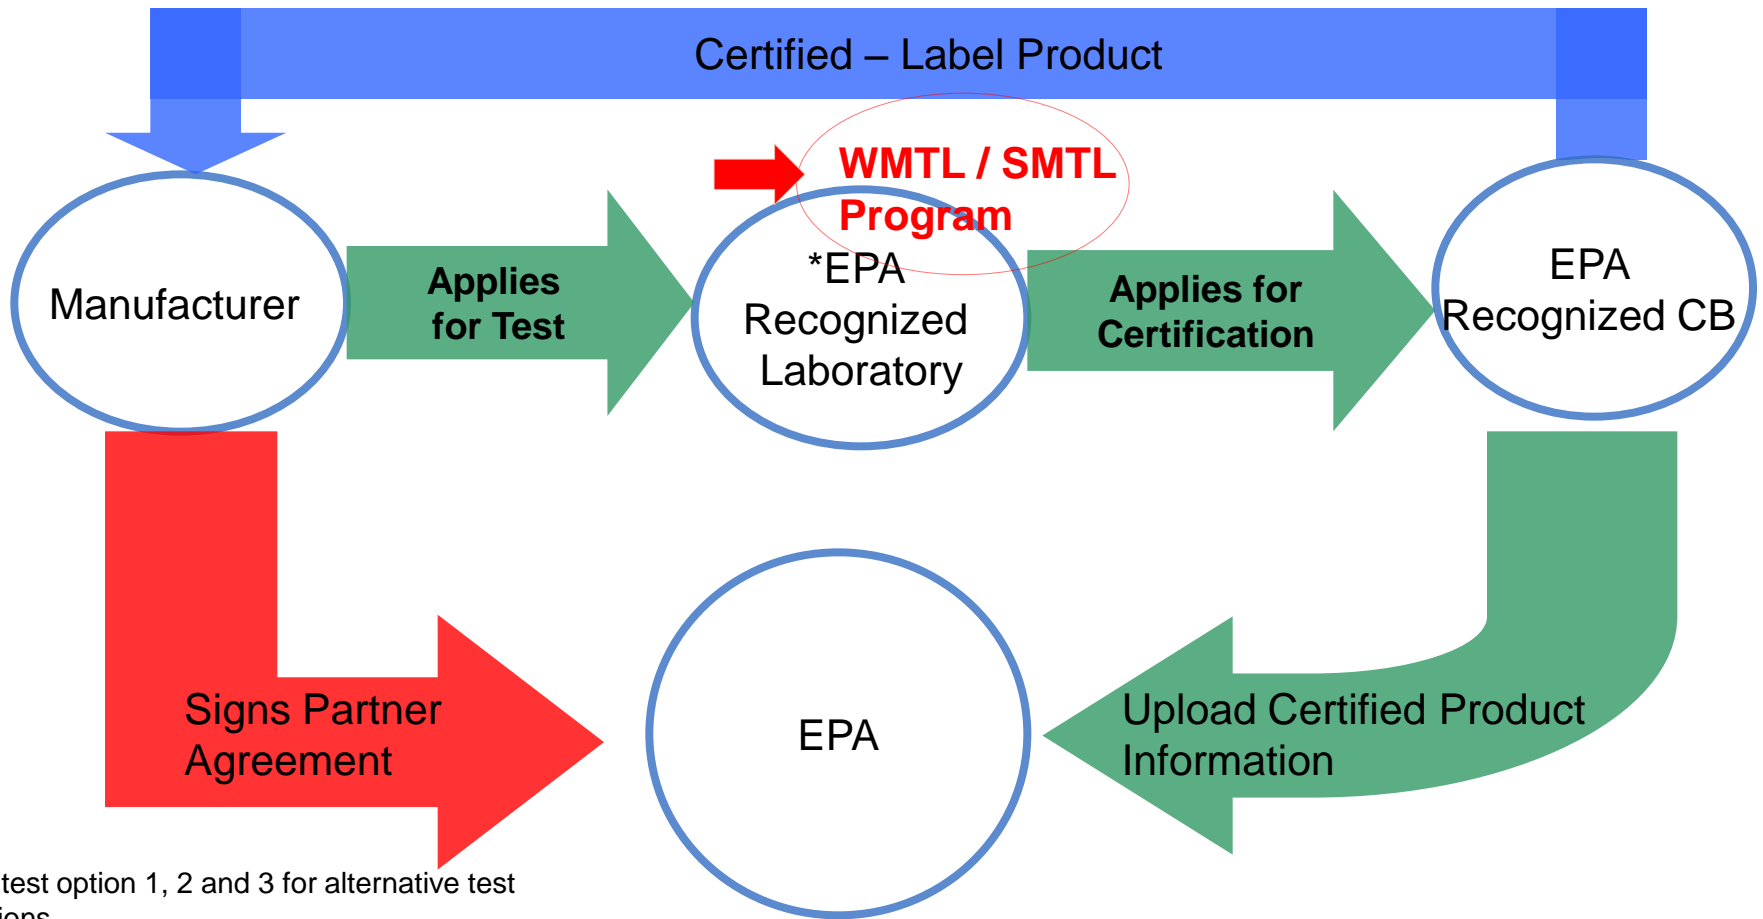 Certified – Label Product
WMTL / SMTL
Program
Manufacturer
Applies
for Test
*EPA
Recognized
Laboratory
Applies for
Certification
EPA
Recognized CB
Signs Partner
Agreement
EPA
Upload Certified Product
Information
test option 1, 2 and 3 for alternative test